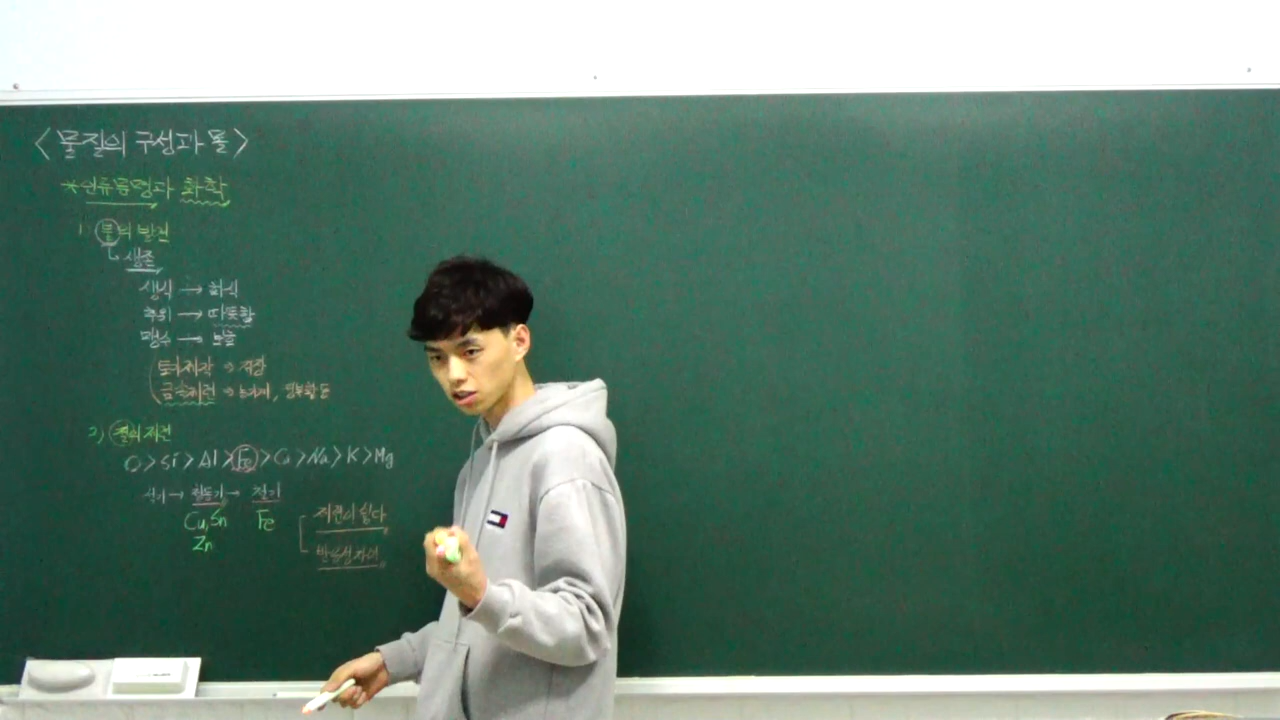 <물질의 구성과 몰>
*인류문명과 화학
1) 불의 발견
생존
생식 → 화식
추위 → 따뜻함
맹수 → 보호
토기제작 → 저장
금속제련 → 농기계, 일부활동
2) 철의 제련
O>Si>Al>Fe>Ca>Na>K>Mg
석기→ 청동기→ 철기
Cu, Sn Fe
Zn
제련이 쉽다
반응성차이